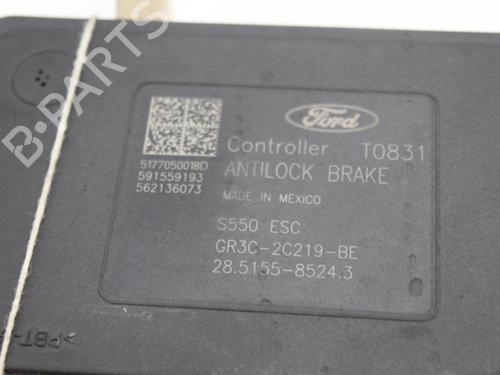 B-PARTS
Ford
Controller T0831
ANTILOCK BRAKE
MADE IN MEXICO
5177050018D
591559193
562136073
S550 ESC
GR3C-2C219-BE
28.5155-8524.3
>PBT-